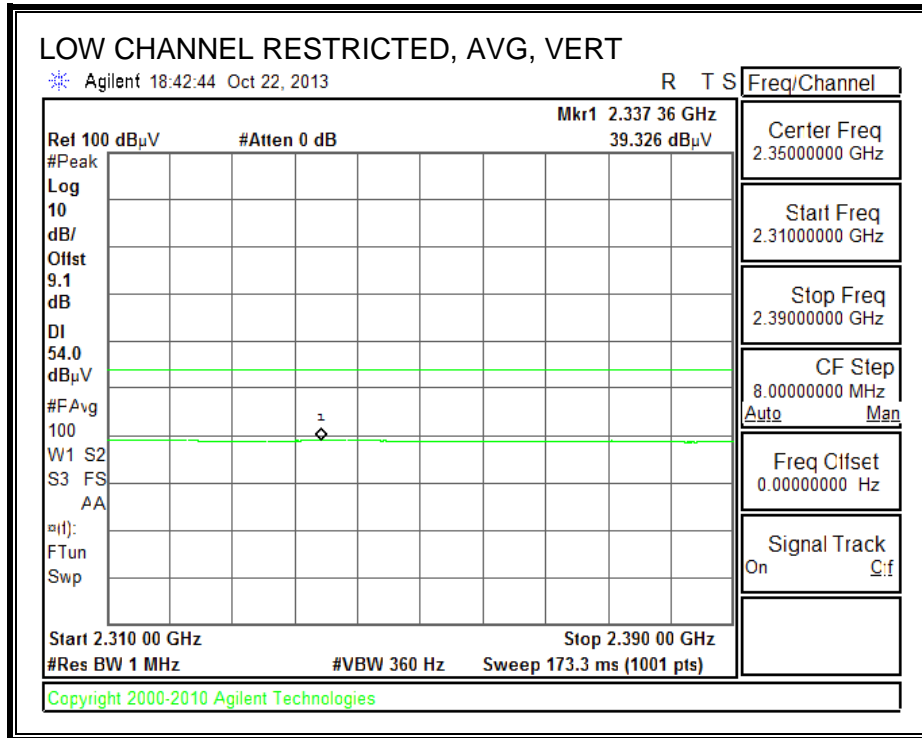 LOW CHANNEL RESTRICTED, AVG, VERT
Agilent 18:42:44 Oct 22, 2013
R T S
Freq/Channel
Mkr1 2.337 36 GHz
Ref 100 dBµV #Atten 0 dB 39.326 dBµV
#Peak
Log
10
dB/
Offst
9.1
dB
DI
54.0
dBµV
#FAvg
100
W1 S2
S3 FS
AA
¤(f):
FTun
Swp
1
Start 2.310 00 GHz Stop 2.390 00 GHz
#Res BW 1 MHz #VBW 360 Hz Sweep 173.3 ms (1001 pts)
Center Freq
2.35000000 GHz
Start Freq
2.31000000 GHz
Stop Freq
2.39000000 GHz
CF Step
8.00000000 MHz
Auto Man
Freq Offset
0.00000000 Hz
Signal Track
On Off
Copyright 2000-2010 Agilent Technologies